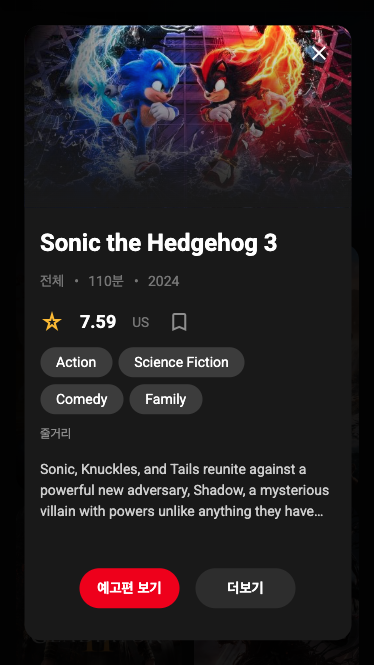 Sonic the Hedgehog 3
전체 • 110분 • 2024
7.59 US
Action Science Fiction
Comedy Family
줄거리
Sonic, Knuckles, and Tails reunite against a
powerful new adversary, Shadow, a mysterious
villain with powers unlike anything they have...
예고편 보기 더보기